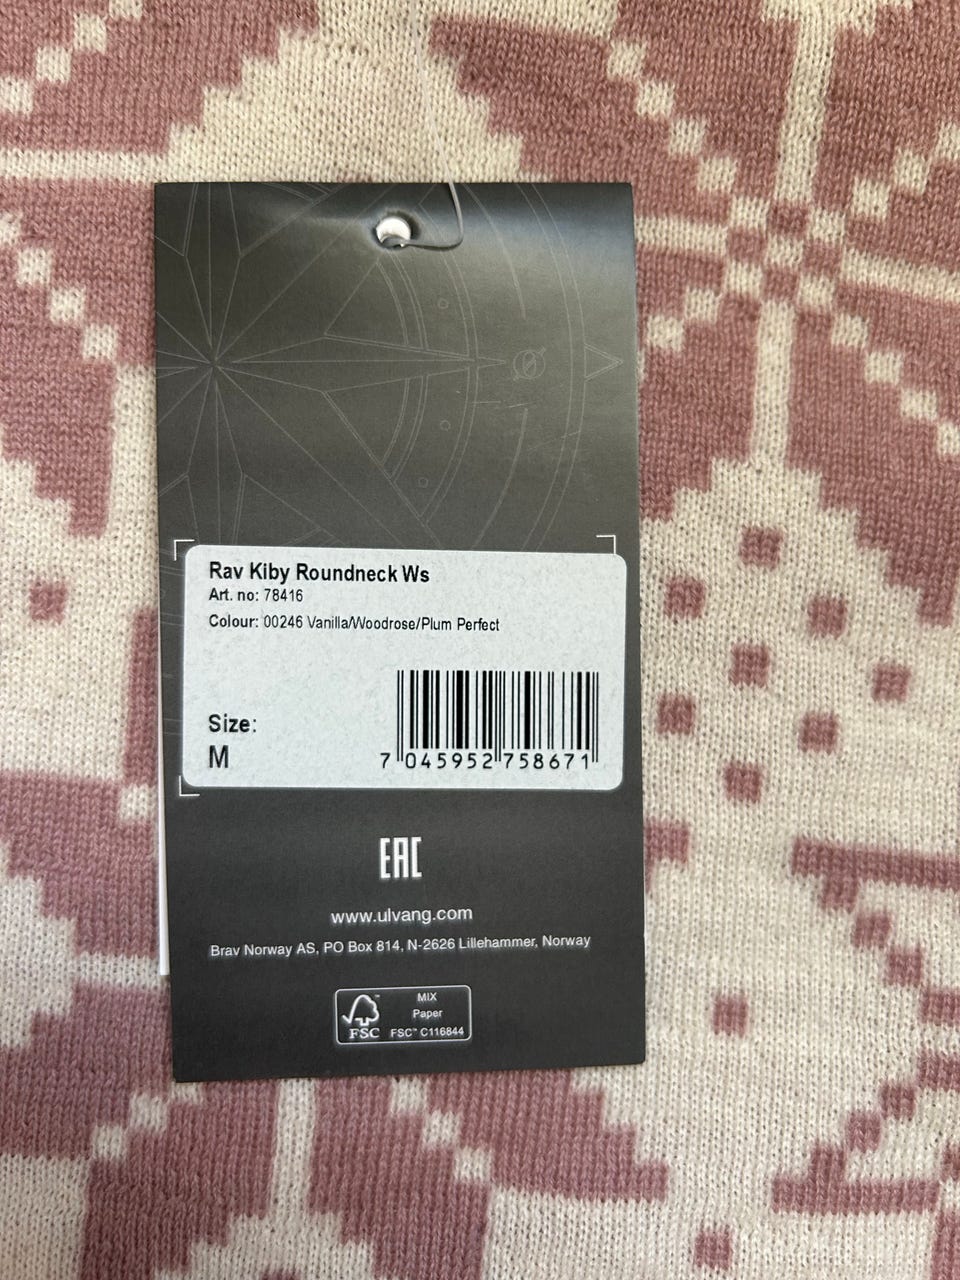 Rav Kiby Roundneck Ws
Art. no: 78416
Colour: 00246 Vanilla/Woodrose/Plum Perfect
Size:
M
7 045952 758671
EAC
www.ulvang.com
Brav Norway AS, PO Box 814, N-2626 Lillehammer, Norway
MIX
Paper
FSC FSC™ C116844